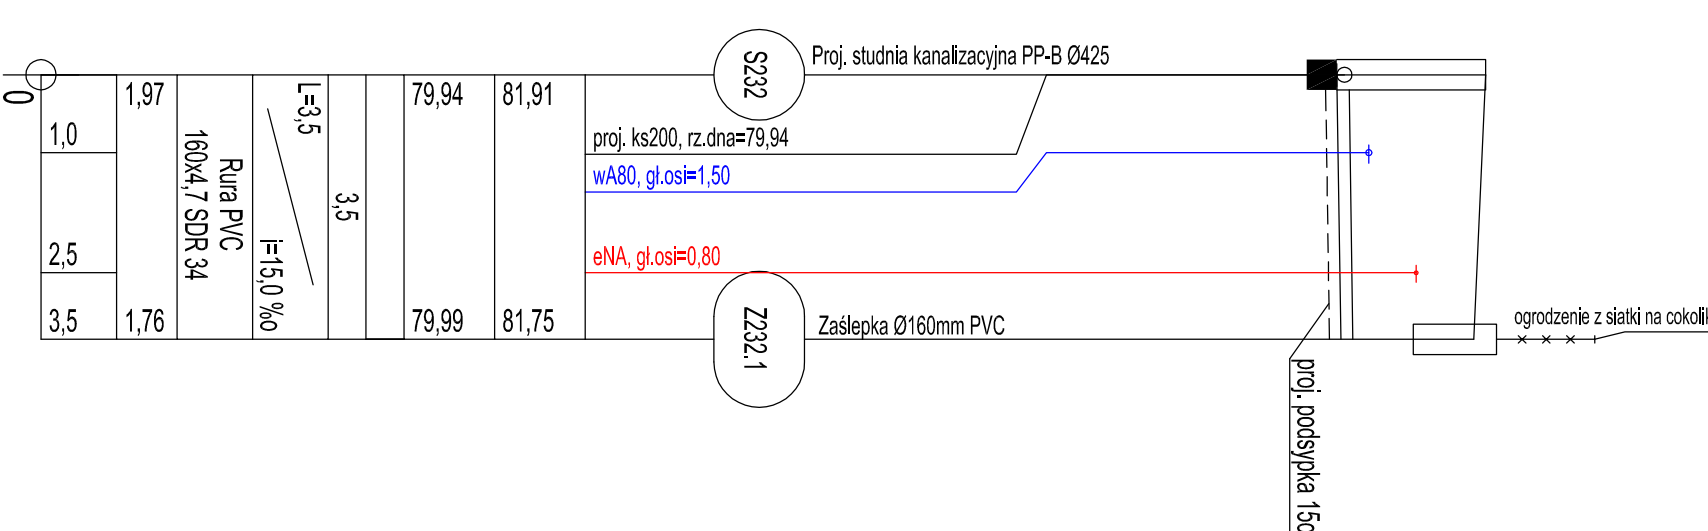 S232
Proj. studnia kanalizacyjna PP-B Ø425
0
1,97
L=3,5
79,94
81,91
1,0
proj. ks200, rz.dna=79,94
wA80, gł.osi=1,50
Rura PVC
160x4,7 SDR 34
3,5
i=15,0 ‰
2,5
eNA, gł.osi=0,80
3,5
1,76
79,99
81,75
Z232.1
Zaślepka Ø160mm PVC
ogrodzenie z siatki na
proj. podsypka